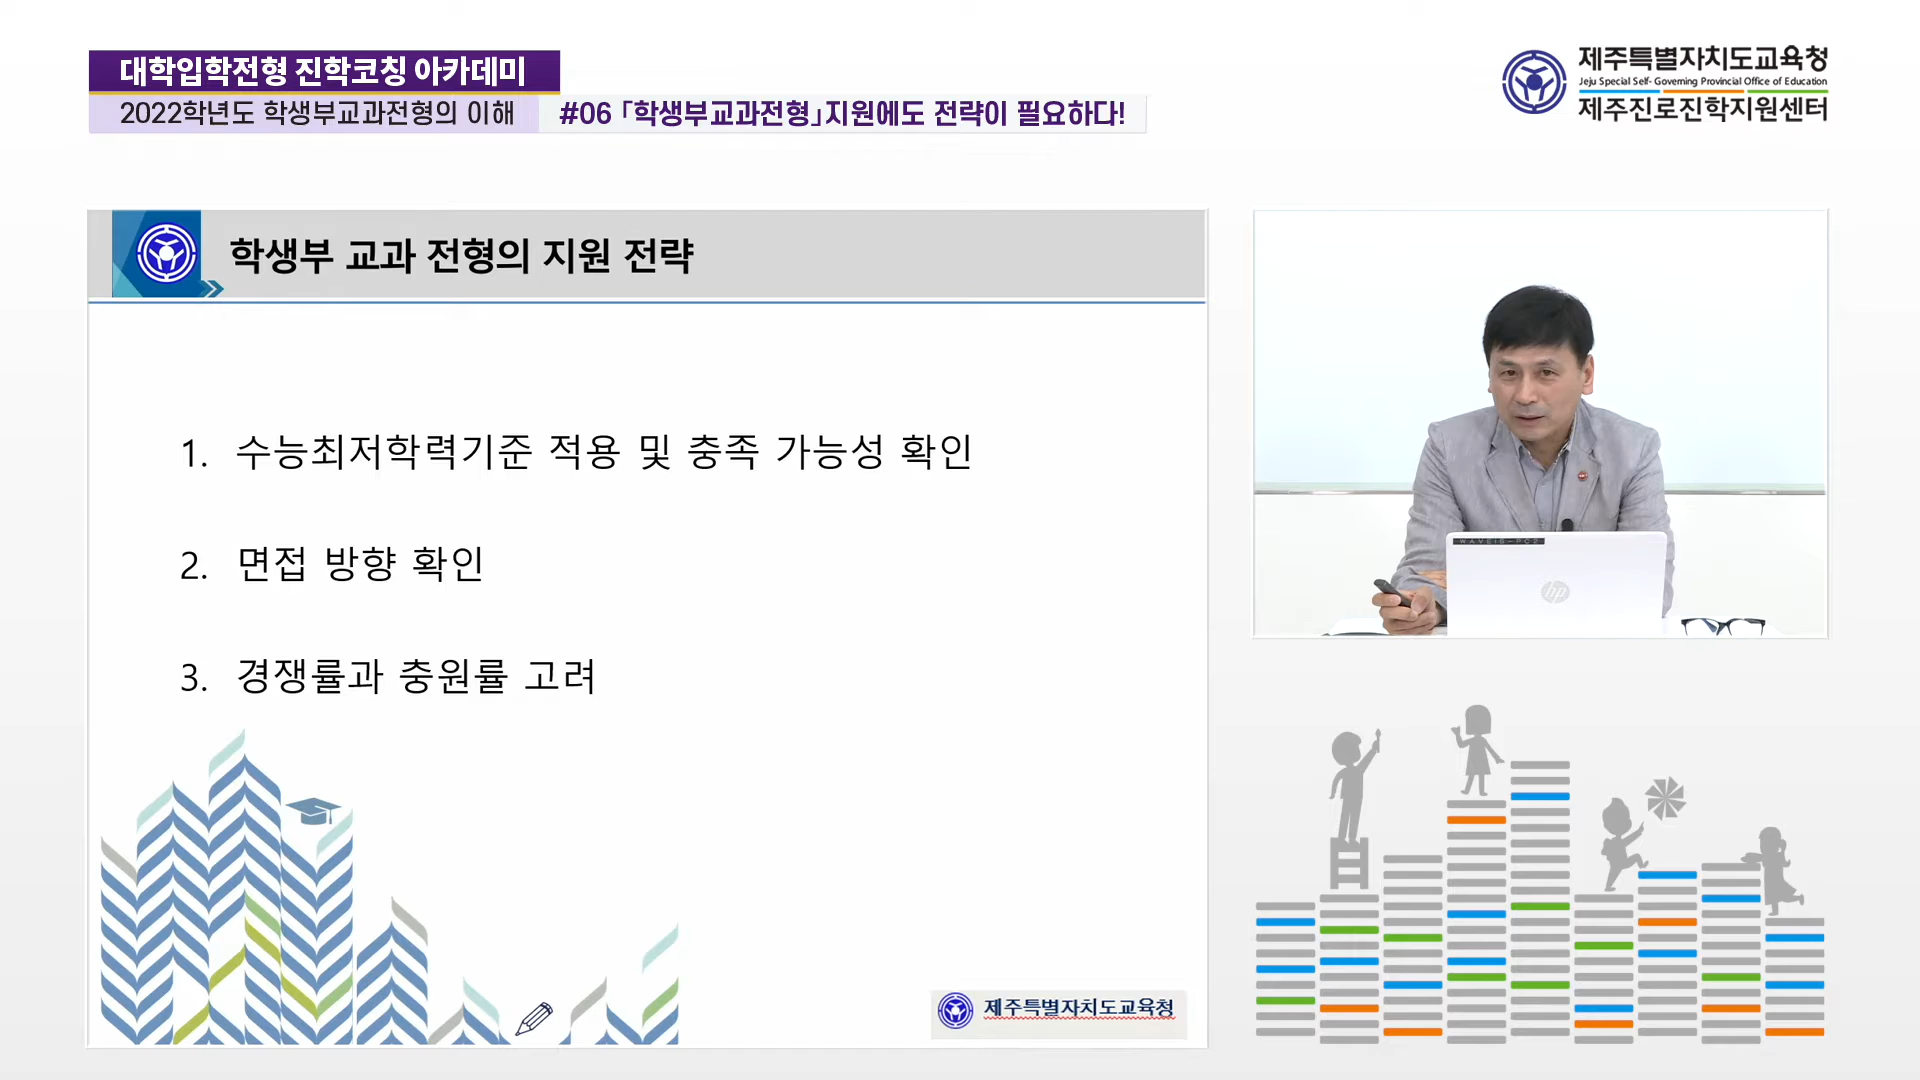 대학입학전형 진학코칭 아카데미
2022학년도 학생부교과전형의 이해
#06 「학생부교과전형」지원에도 전략이 필요하다!
제주특별자치도교육청
Jeju Special Self- Governing Provincial Office of Education
제주진로진학지원센터
학생부 교과 전형의 지원 전략
1. 수능최저학력기준 적용 및 충족 가능성 확인
2. 면접 방향 확인
3. 경쟁률과 충원률 고려
제주특별자치도교육청
WAVEIS-PC2
hp